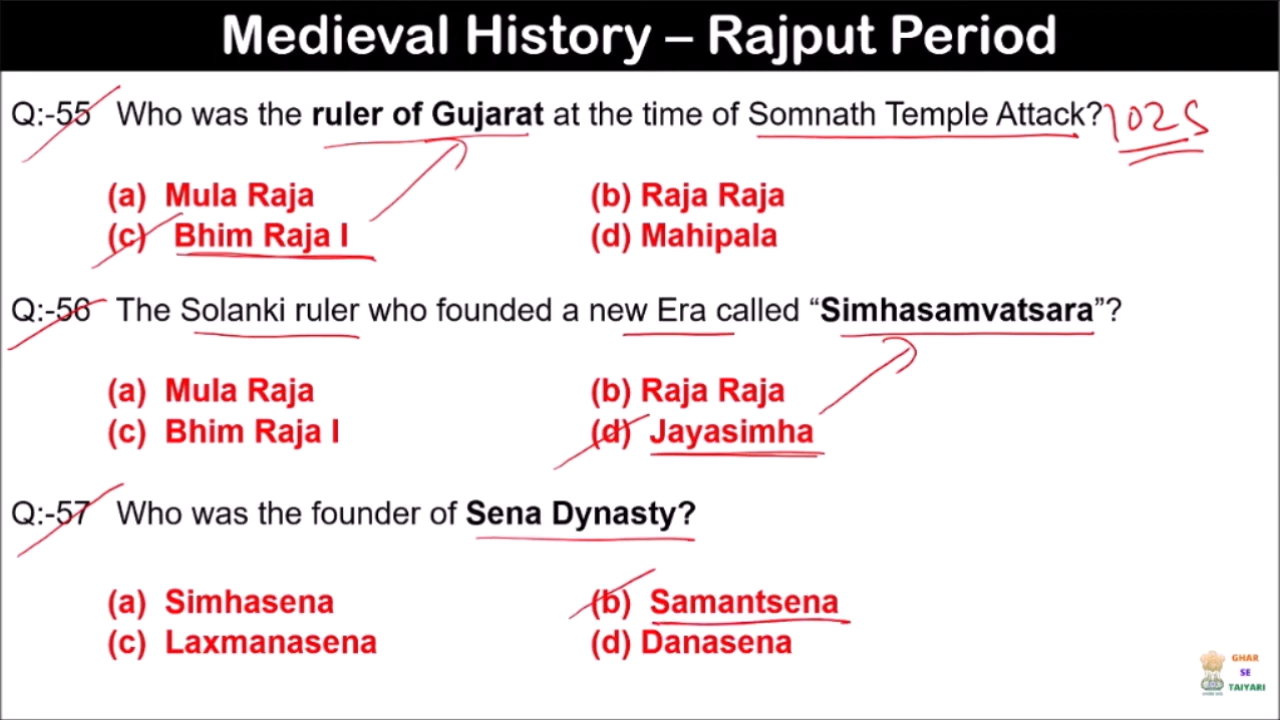 Medieval History – Rajput Period
Q:-55 Who was the ruler of Gujarat at the time of Somnath Temple Attack? 1025
(a) Mula Raja (b) Raja Raja
(c) Bhim Raja I (d) Mahipala
Q:-56 The Solanki ruler who founded a new Era called “Simhasamvatsara”?
(a) Mula Raja (b) Raja Raja
(c) Bhim Raja I (d) Jayasimha
Q:-57 Who was the founder of Sena Dynasty?
(a) Simhasena (b) Samantsena
(c) Laxmanasena (d) Danasena
GHAR
SE
TAIYARI